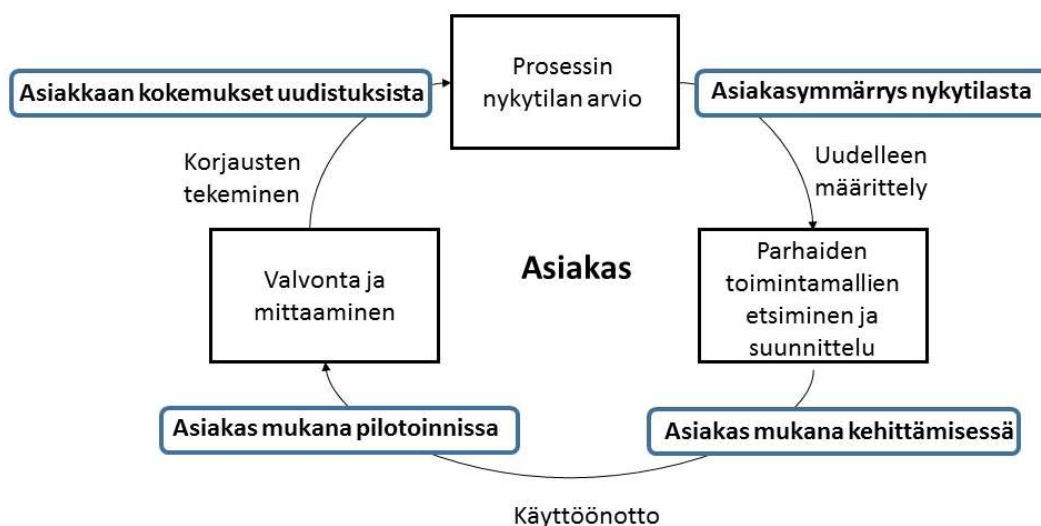 Prosessin
nykytilan arvio
Asiakkaan kokemukset uudistuksista
Asiakasymmärrys nykytilasta
Korjausten
tekeminen
Uudelleen
määrittely
Valvonta ja
mittaaminen
Asiakas
Parhaiden
toimintamallien
etsiminen ja
suunnittelu
Asiakas mukana pilotoinnissa
Asiakas mukana kehittämisessä
Käyttöönotto